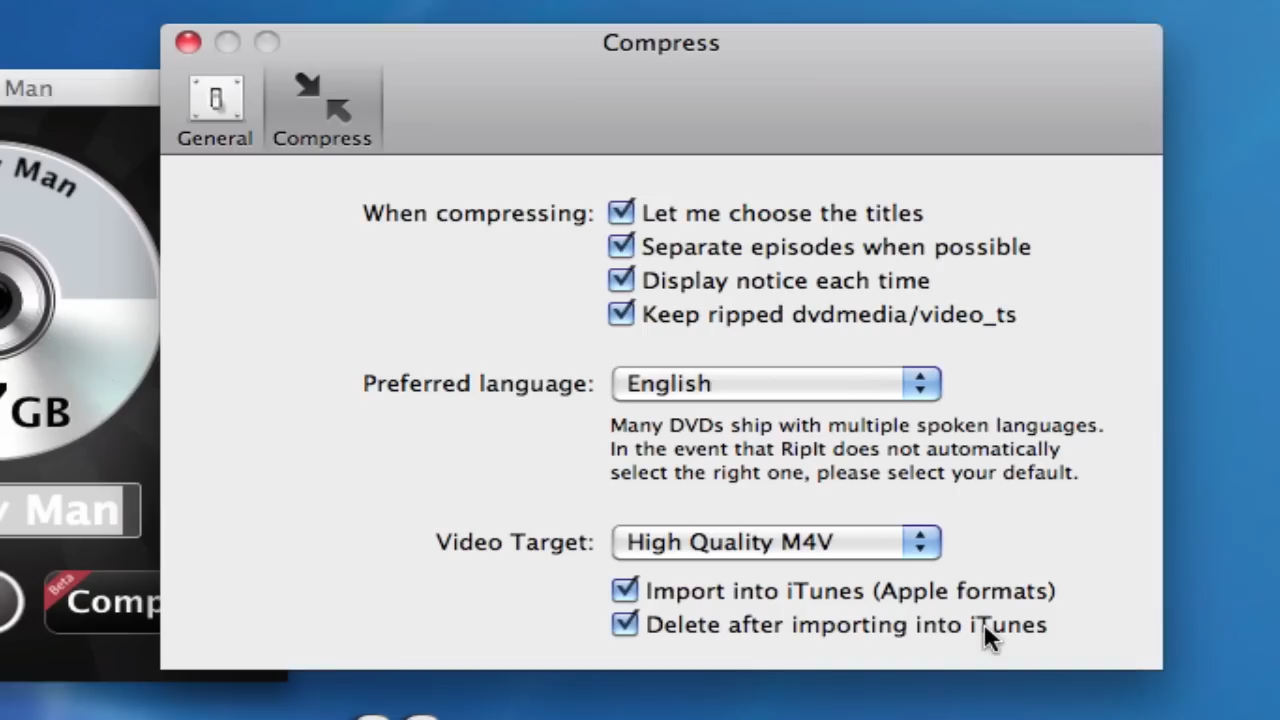 Compress
Man
General
Compress
Man
When compressing:
Let me choose the titles
Separate episodes when possible
Display notice each time
Keep ripped dvdmedia/video_ts
Preferred language:
English
GB
Many DVDs ship with multiple spoken languages.
In the event that RipIt does not automatically
select the right one, please select your default.
Man
Video Target:
High Quality M4V
Beta
Comp
Import into iTunes (Apple formats)
Delete after importing into iTunes